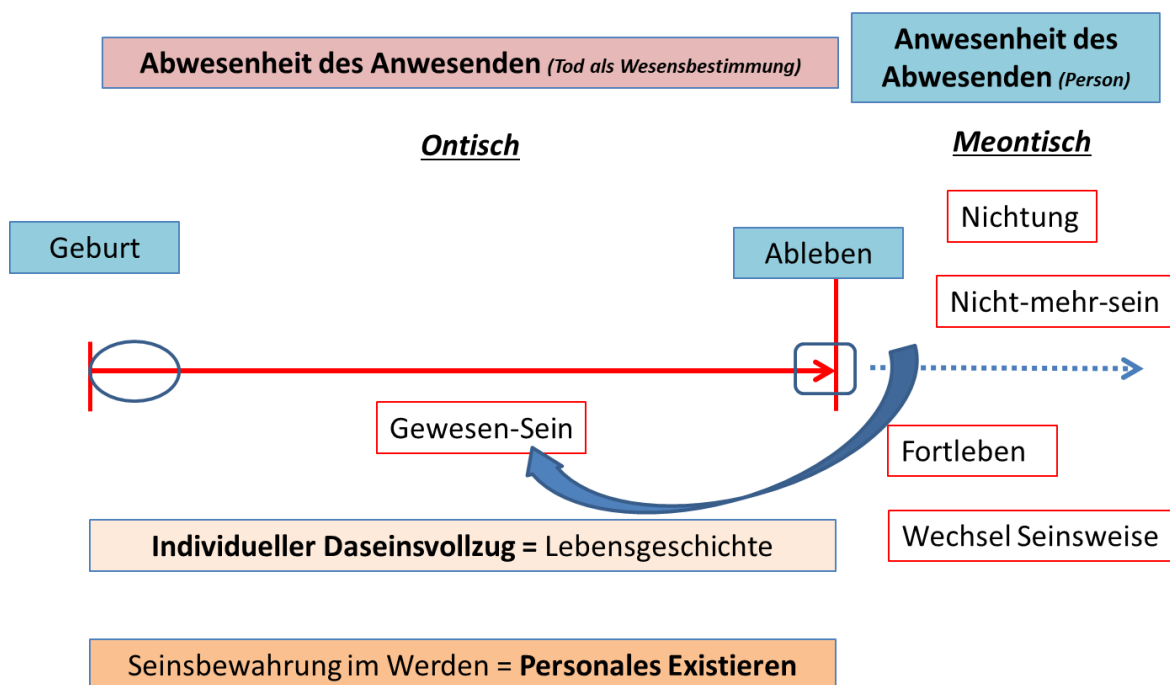 Abwesenheit des Anwesenden (Tod als Wesensbestimmung)
Anwesenheit des
Abwesenden (Person)
Ontisch
Meontisch
Nichtung
Geburt
Ableben
Nicht-mehr-sein
Gewesen-Sein
Fortleben
Individueller Daseinsvollzug = Lebensgeschichte
Wechsel Seinsweise
Seinsbewahrung im Werden = Personales Existieren